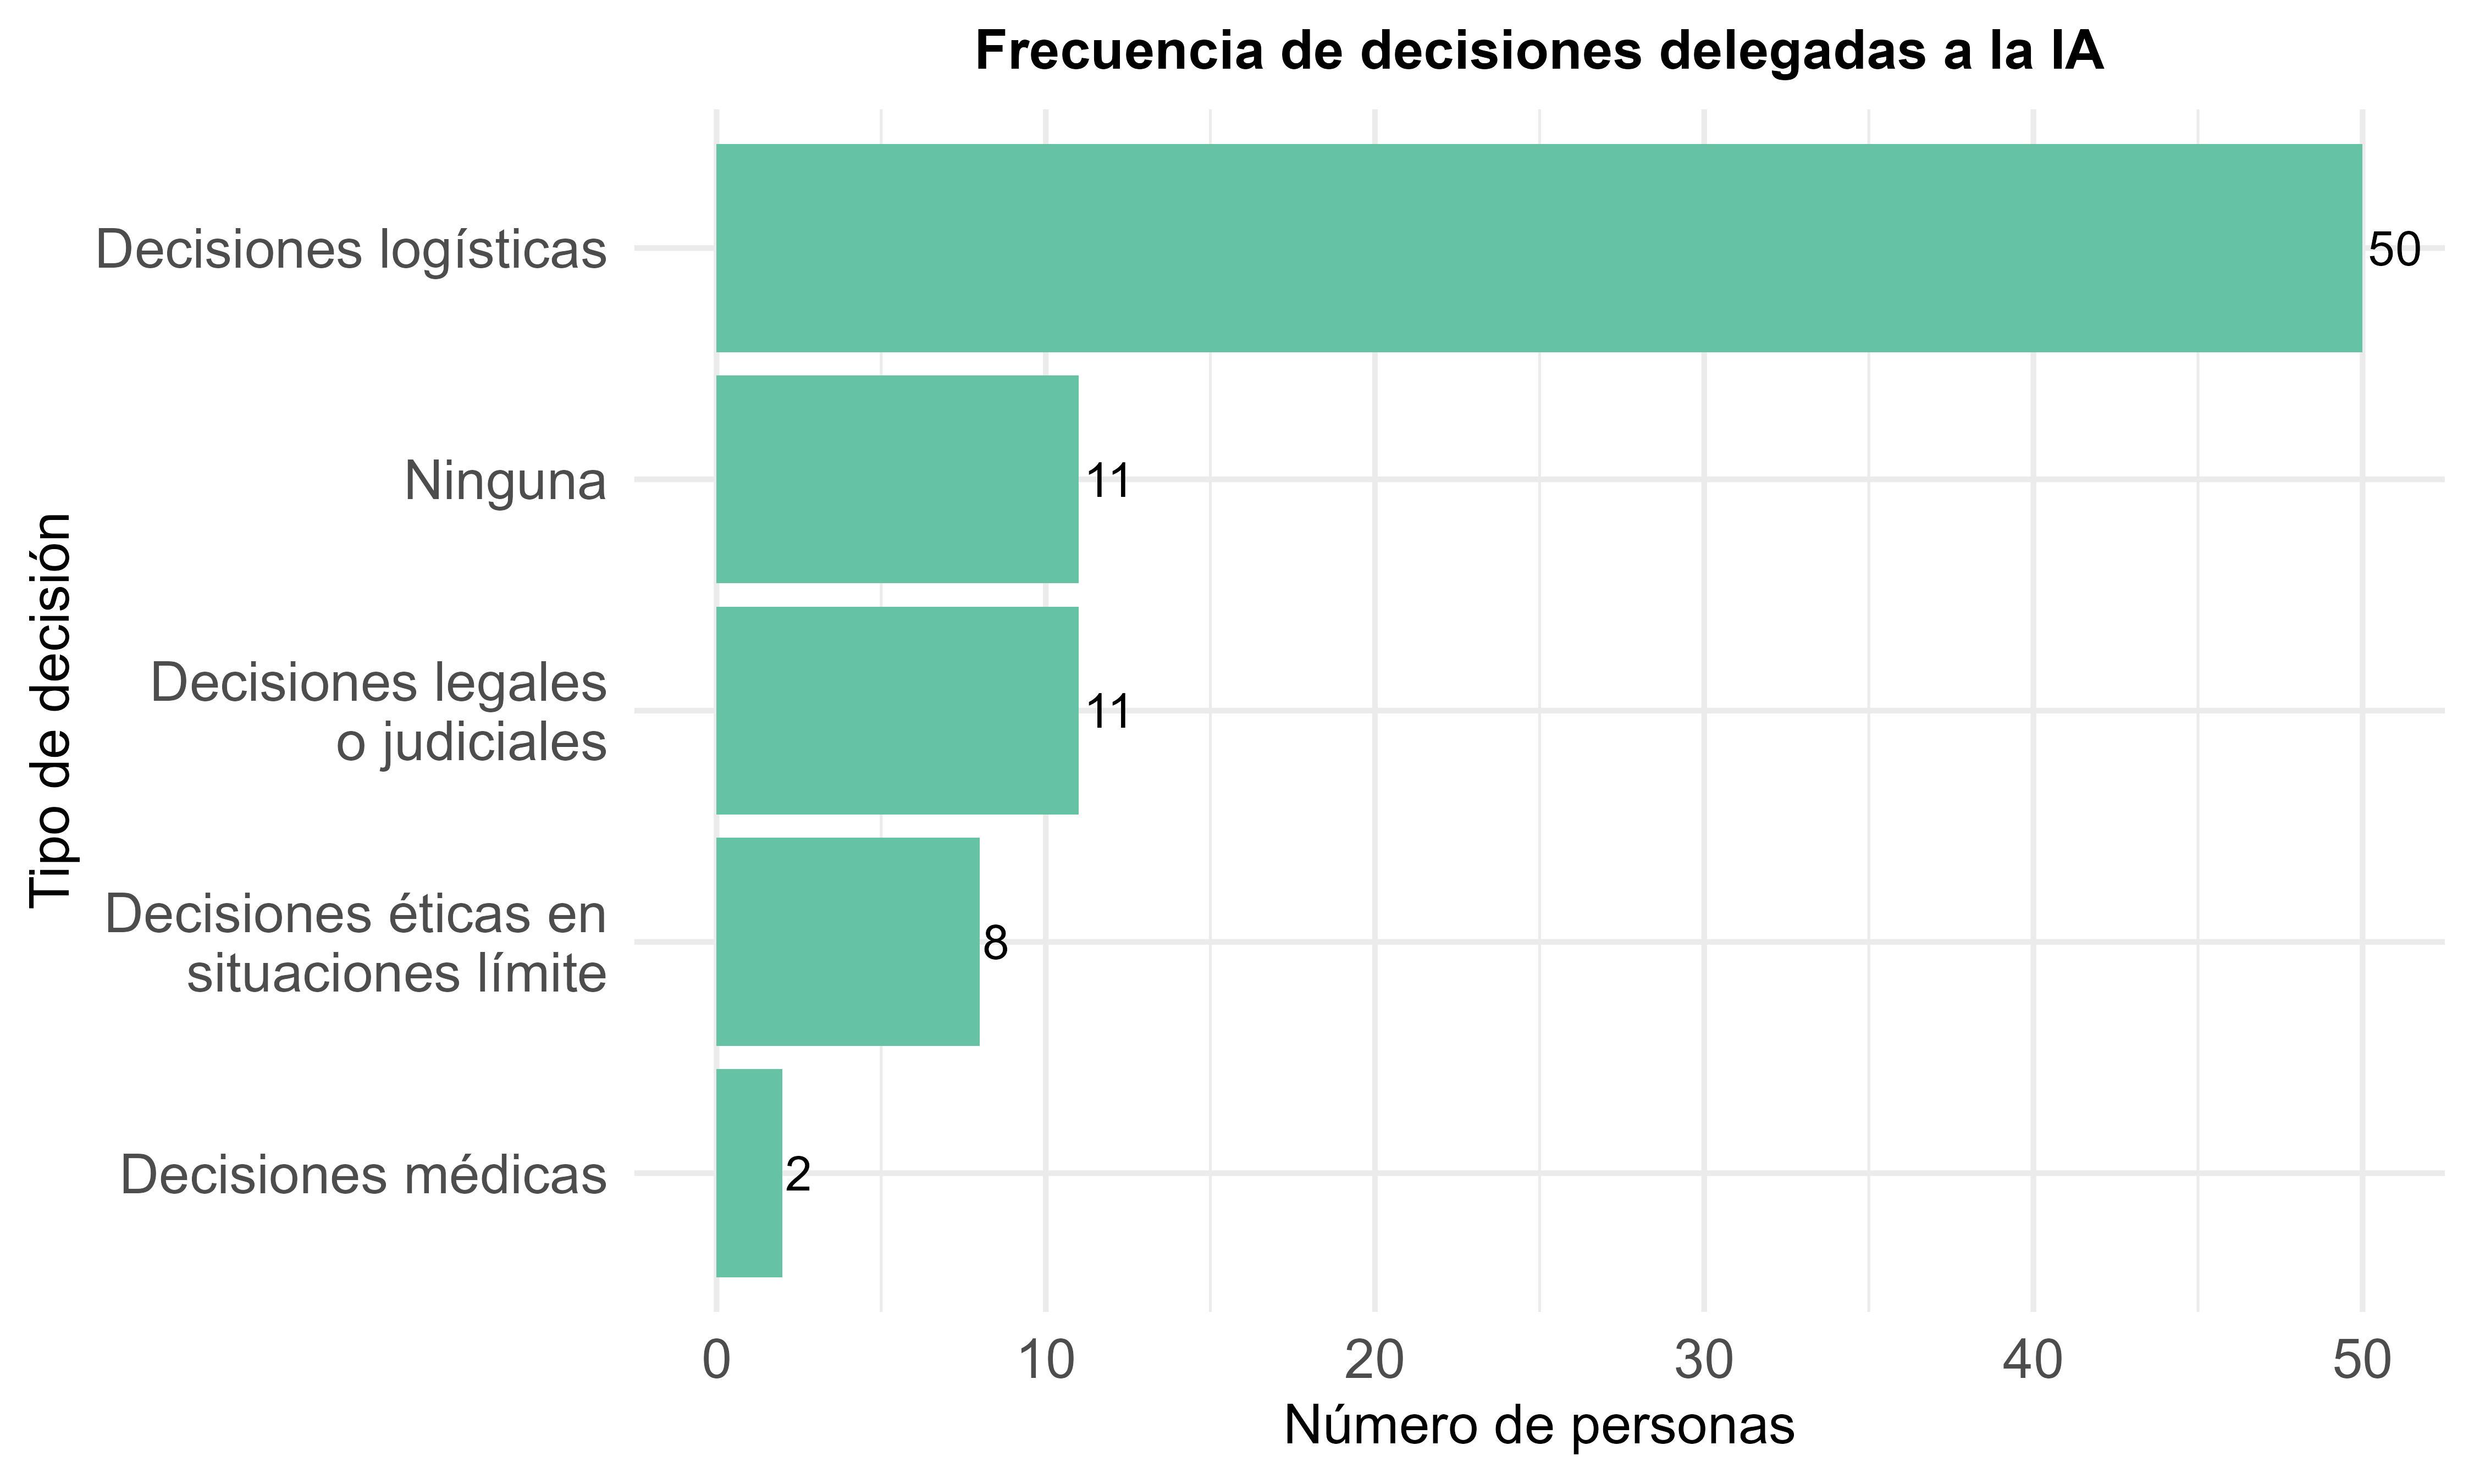 Frecuencia de decisiones delegadas a la IA
Tipo de decisión
Decisiones logísticas
50
Ninguna
11
Decisiones legales
o judiciales
11
Decisiones éticas en
situaciones límite
8
Decisiones médicas
2
0 10 20 30 40 50
Número de personas